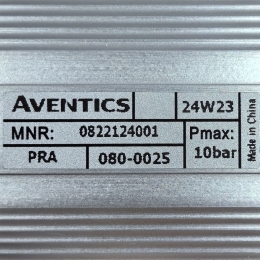 AVENTICS 24W23
MNR: 0822124001 Pmax:
PRA 080-0025 10bar
Made in China